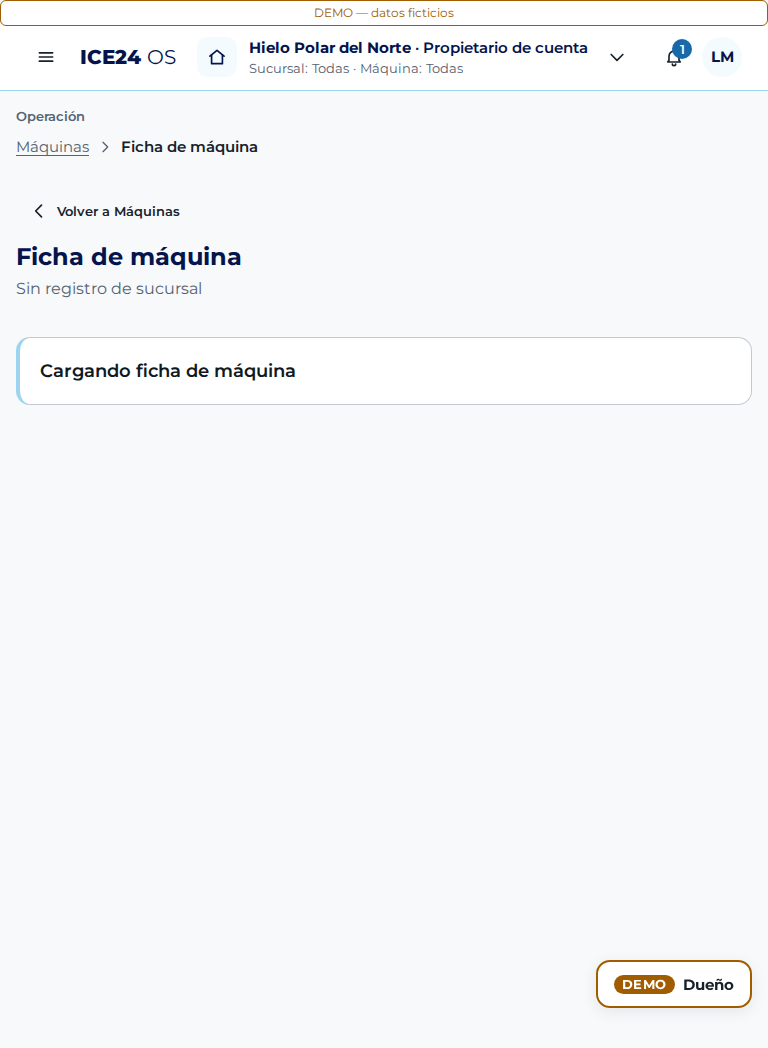 DEMO — datos ficticios
ICE24 OS
Hielo Polar del Norte · Propietario de cuenta
Sucursal: Todas · Máquina: Todas
1
LM
Operación
Máquinas > Ficha de máquina
Volver a Máquinas
Ficha de máquina
Sin registro de sucursal
Cargando ficha de máquina
DEMO Dueño